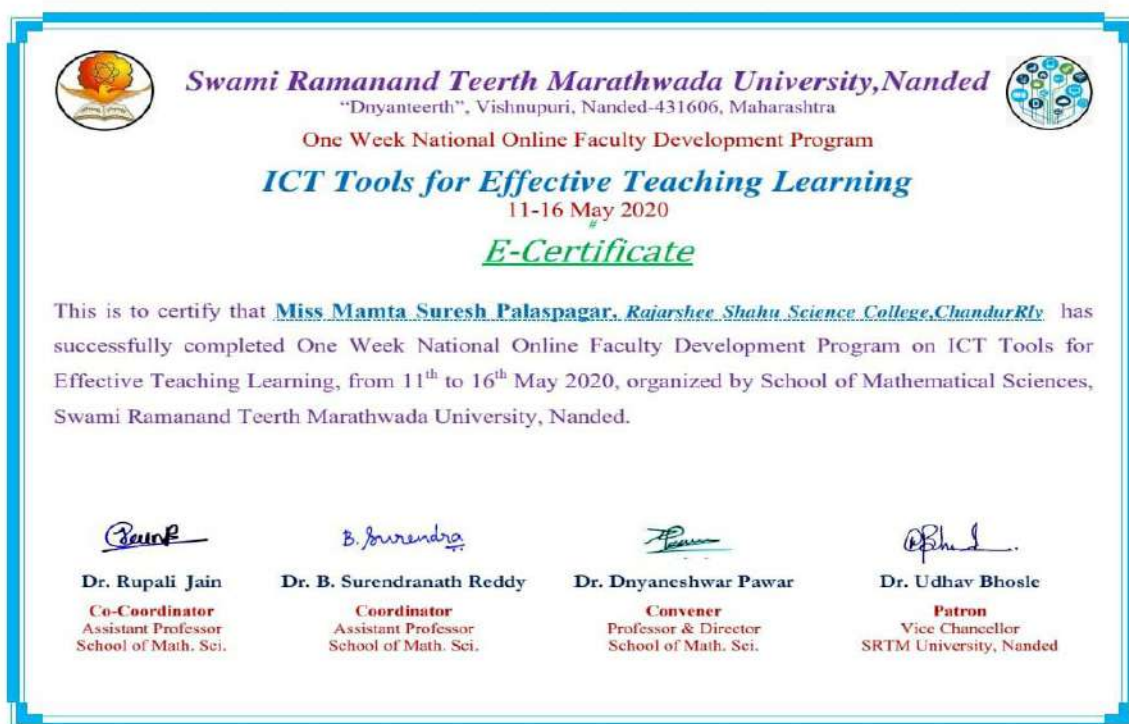 Swami Ramanand Teerth Marathwada University,Nanded
“Dnyanteerth”, Vishnupuri, Nanded-431606, Maharashtra
One Week National Online Faculty Development Program
ICT Tools for Effective Teaching Learning
11-16 May 2020
#
E-Certificate
This is to certify that Miss Mamta Suresh Palaspagar, Rajarshee Shahu Science College,ChandurRly has
successfully completed One Week National Online Faculty Development Program on ICT Tools for
Effective Teaching Learning, from 11th to 16th May 2020, organized by School of Mathematical Sciences,
Swami Ramanand Teerth Marathwada University, Nanded.
B. Surendra
Dr. Rupali Jain Dr. B. Surendranath Reddy Dr. Dnyaneshwar Pawar Dr. Udhav Bhosle
Co-Coordinator Coordinator Convener Patron
Assistant Professor Assistant Professor Professor & Director Vice Chancellor
School of Math. Sci. School of Math. Sci. School of Math. Sci. SRTM University, Nanded